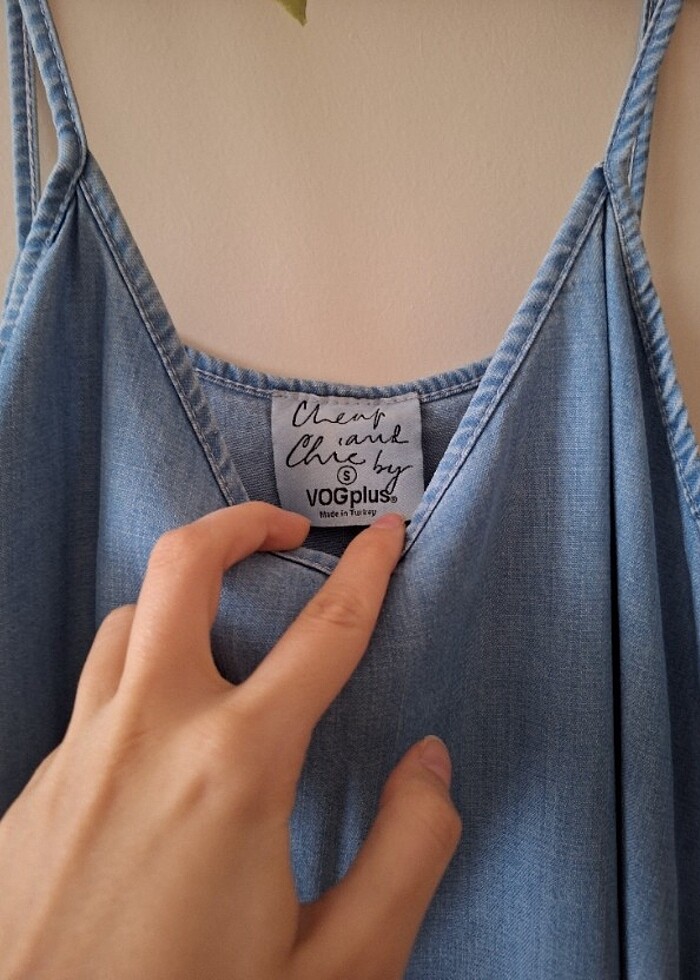 Cheap
and
Chic by
S
VOGplus®
Made in Turkey